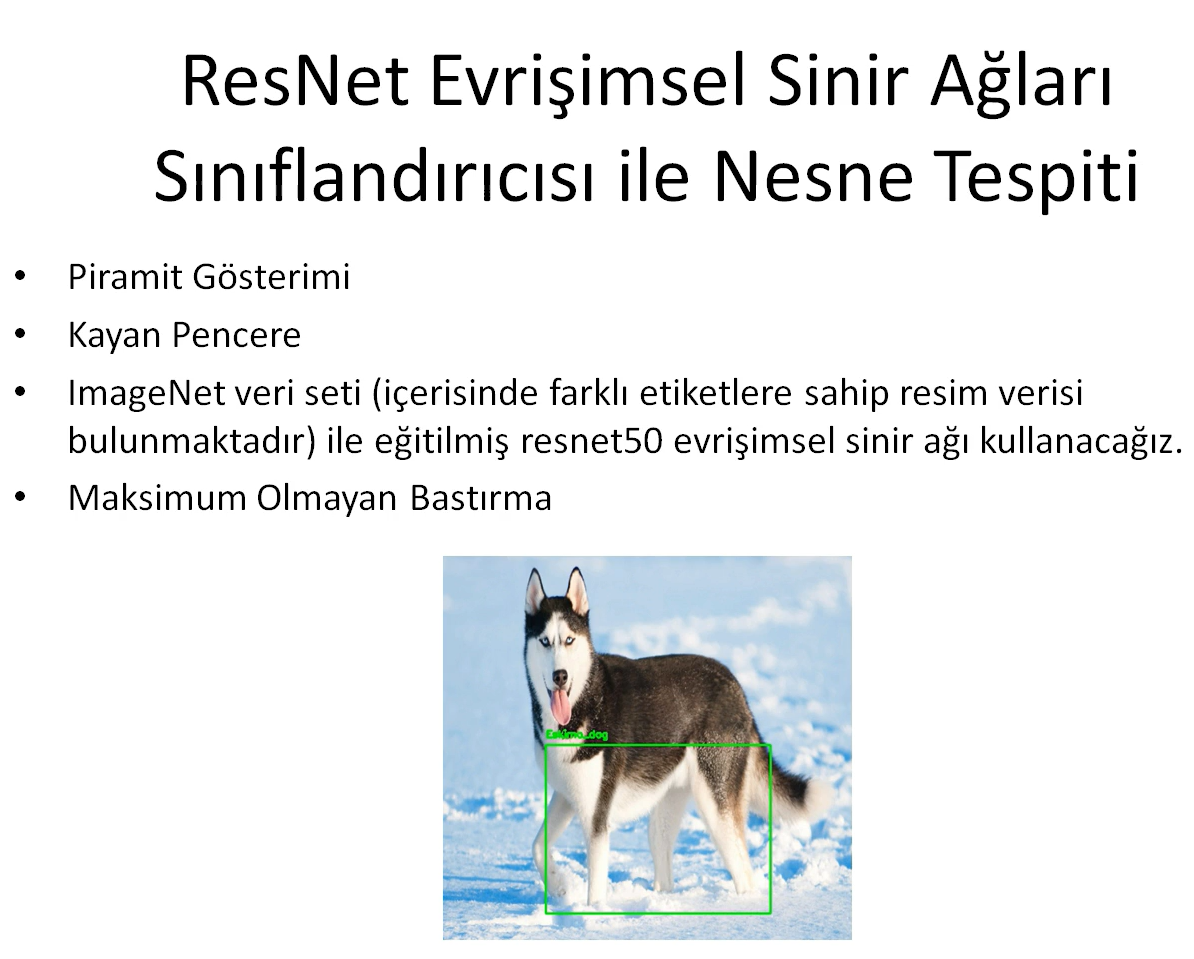 ResNet Evrişimsel Sinir Ağları
Sınıflandırıcısı ile Nesne Tespiti
• Piramit Gösterimi
• Kayan Pencere
• ImageNet veri seti (içerisinde farklı etiketlere sahip resim verisi
bulunmaktadır) ile eğitilmiş resnet50 evrişimsel sinir ağı kullanacağız.
• Maksimum Olmayan Bastırma
Eskimo_dog